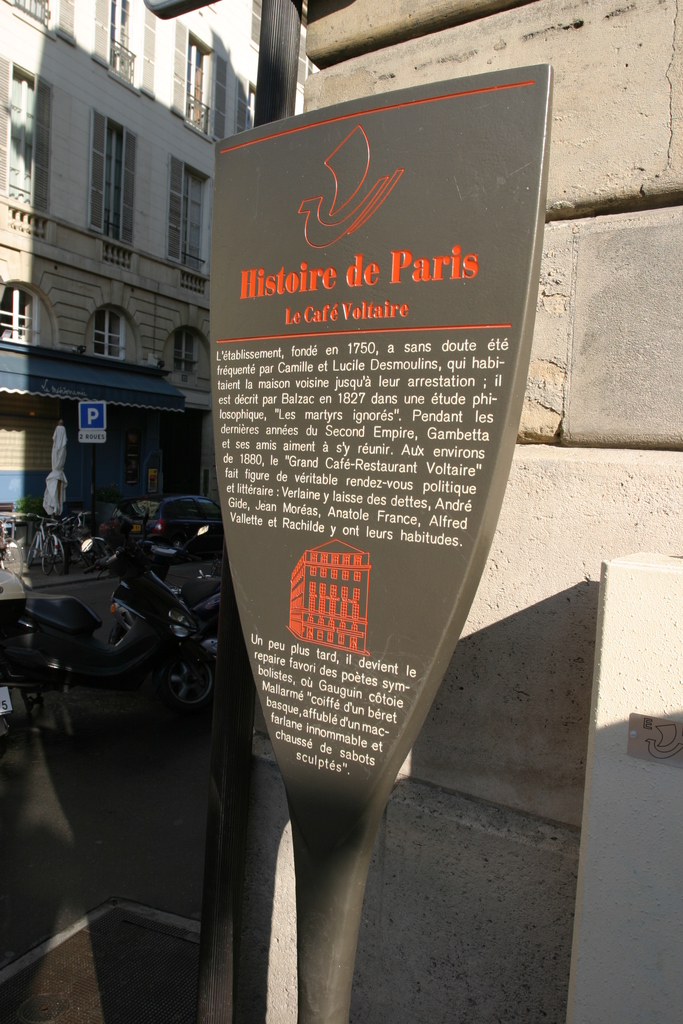 Histoire de Paris
Le Café Voltaire
L'établissement, fondé en 1750, a sans doute été
fréquenté par Camille et Lucile Desmoulins, qui habi-
taient la maison voisine jusqu'à leur arrestation ; il
est décrit par Balzac en 1827 dans une étude phi-
losophique, "Les martyrs ignorés". Pendant les
dernières années du Second Empire, Gambetta
et ses amis aiment à s'y réunir. Aux environs
de 1880, le "Grand Café-Restaurant Voltaire"
fait figure de véritable rendez-vous politique
et littéraire : Verlaine y laisse des dettes, André
Gide, Jean Moréas, Anatole France, Alfred
Vallette et Rachilde y ont leurs habitudes.
Un peu plus tard, il devient le
repaire favori des poètes sym-
bolistes, où Gauguin côtoie
Mallarmé "coiffé d'un béret
basque, affublé d'un mac-
farlane innommable et
chaussé de sabots
sculptés".
P
2 ROUES
5